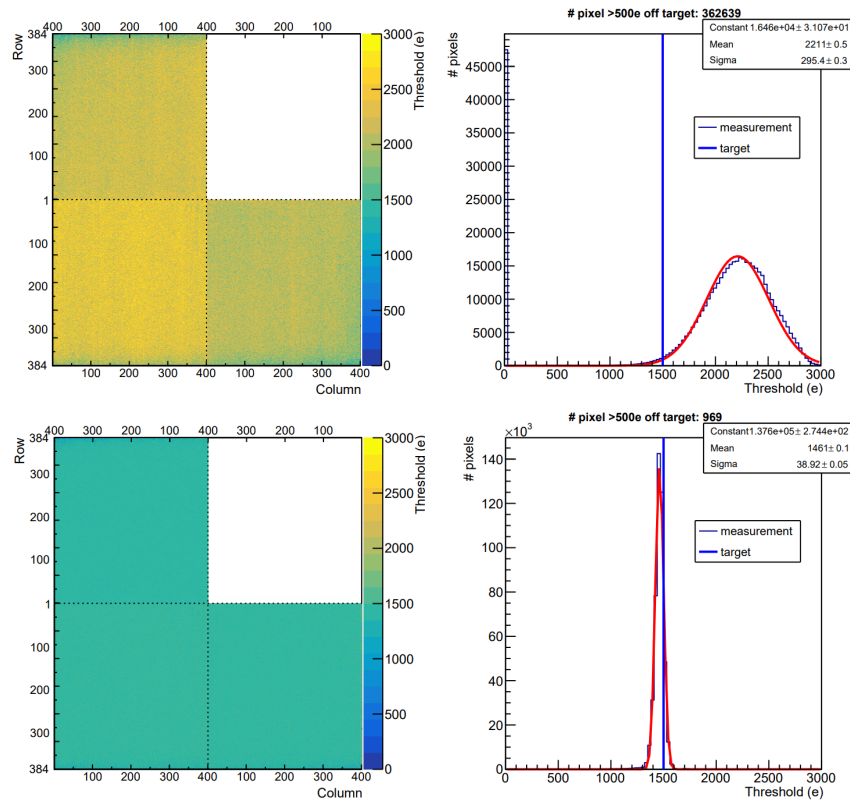 400 300 200 100
384
300
200
100
1
100
200
300
384
Row
100 200 300 400 300 200 100
Column
3000
2500
2000
1500
1000
500
0
Threshold (e)
# pixel >500e off target: 362639
Constant 1.646e+04 ± 3.107e+01
Mean 2211 ± 0.5
Sigma 295.4 ± 0.3
# pixels
50000
45000
40000
35000
30000
25000
20000
15000
10000
5000
0
measurement
target
0 500 1000 1500 2000 2500 3000
Threshold (e)
400 300 200 100 400 300 200 100
384
300
200
100
1
100
200
300
384
Row
100 200 300 400 300 200 100
Column
3000
2500
2000
1500
1000
500
0
Threshold (e)
# pixel >500e off target: 969
Constant 1.376e+05 ± 2.744e+02
Mean 1461 ± 0.1
Sigma 38.92 ± 0.05
×10³
# pixels
140
120
100
80
60
40
20
0
measurement
target
0 500 1000 1500 2000 2500 3000
Threshold (e)